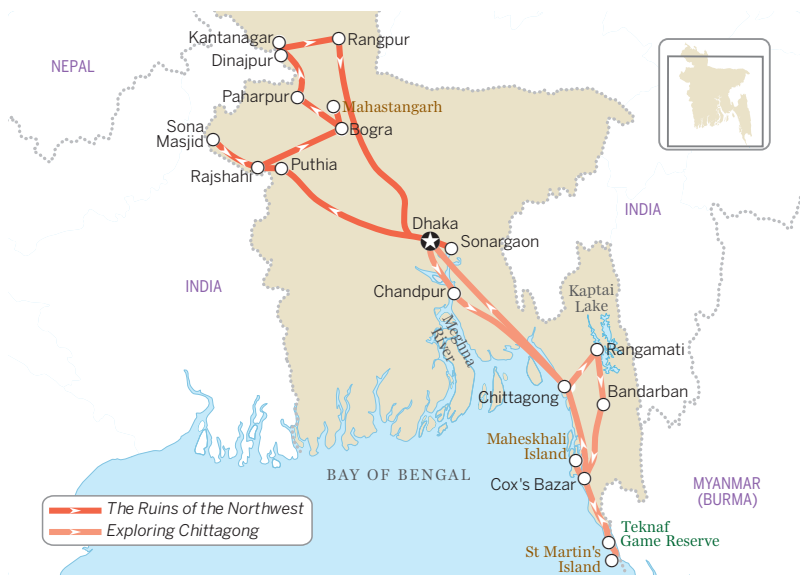 Kantanagar
Rangpur
Dinajpur
NEPAL
Paharpur
Mahastangarh
Sona
Masjid
Bogra
Puthia
Rajshahi
INDIA
Dhaka
Sonargaon
INDIA
Chandpur
Kaptai
Lake
Meghna
River
Rangamati
Chittagong
Bandarban
Maheskhali
Island
BAY OF BENGAL
Cox's Bazar
MYANMAR
(BURMA)
The Ruins of the Northwest
Exploring Chittagong
Teknaf
Game Reserve
St Martin's
Island